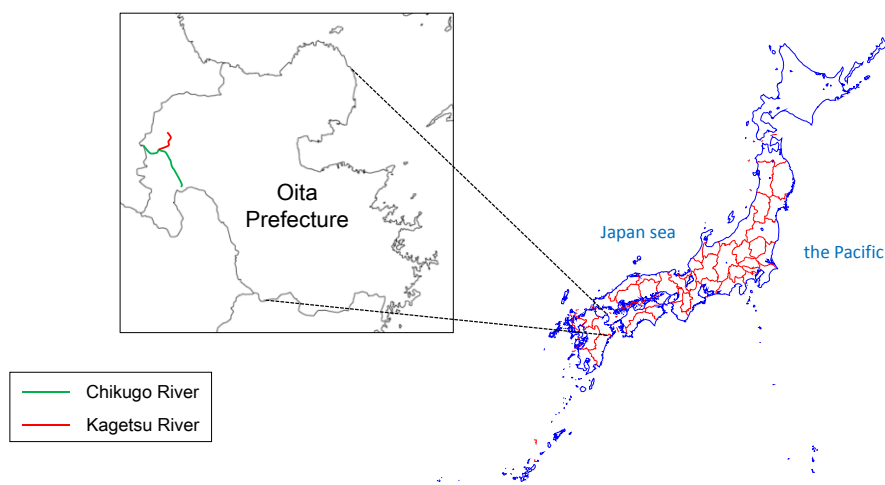 Oita
Prefecture
Japan sea
the Pacific
Chikugo River
Kagetsu River